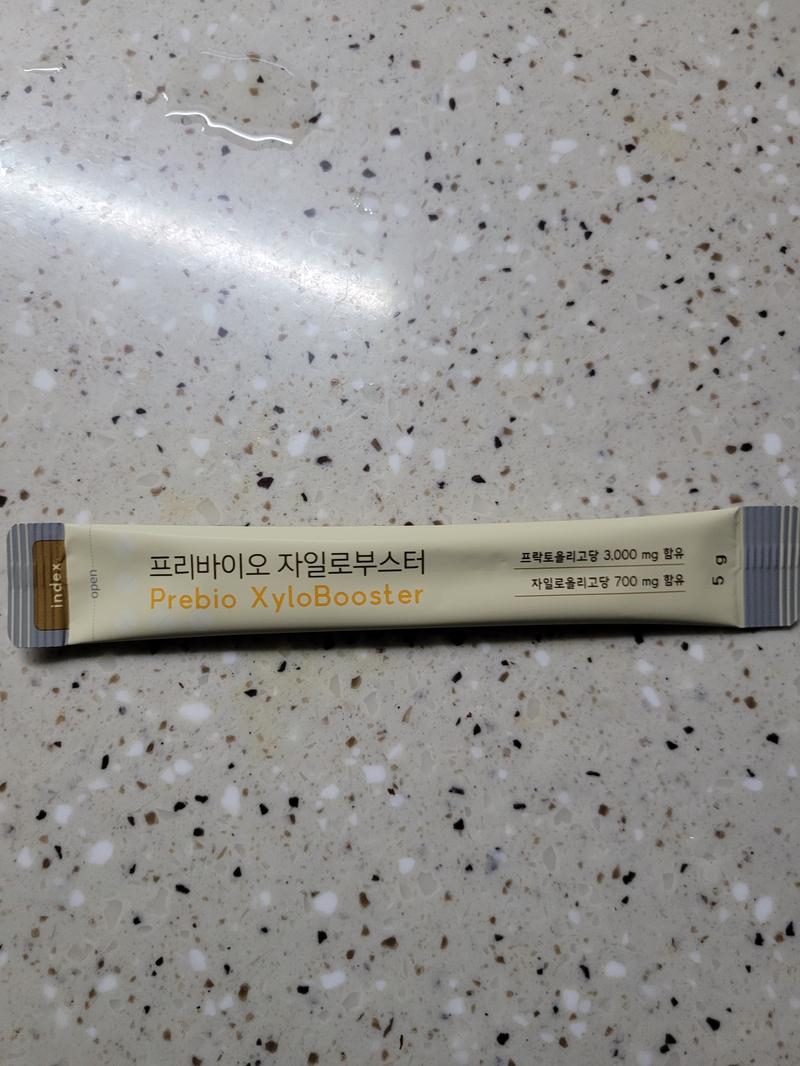 index
open
프리바이오 자일로부스터
Prebio XyloBooster
프락토올리고당 3,000 mg 함유
자일로올리고당 700 mg 함유
5 g